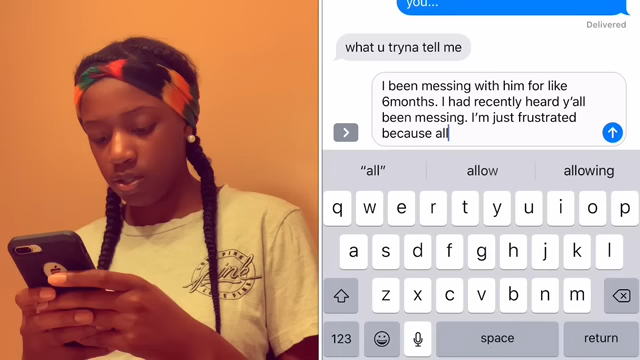 you...
Delivered
what u tryna tell me
I been messing with him for like
6months. I had recently heard y'all
been messing. I'm just frustrated
because all
"all" allow allowing
q w e r t y u i o p
a s d f g h j k l
z x c v b n m
123 space return
pink